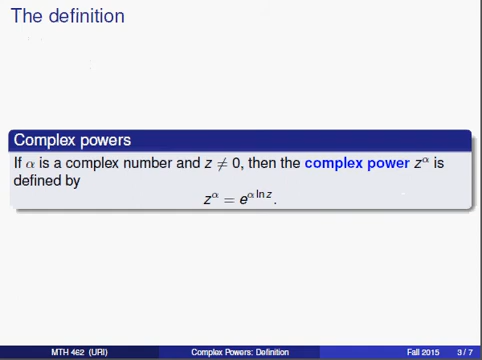 The definition
Complex powers
If α is a complex number and z ≠ 0, then the complex power z^α is
defined by
z^α = e^{α ln z}.
MTH 462 (URI) Complex Powers: Definition Fall 2015 3 / 7